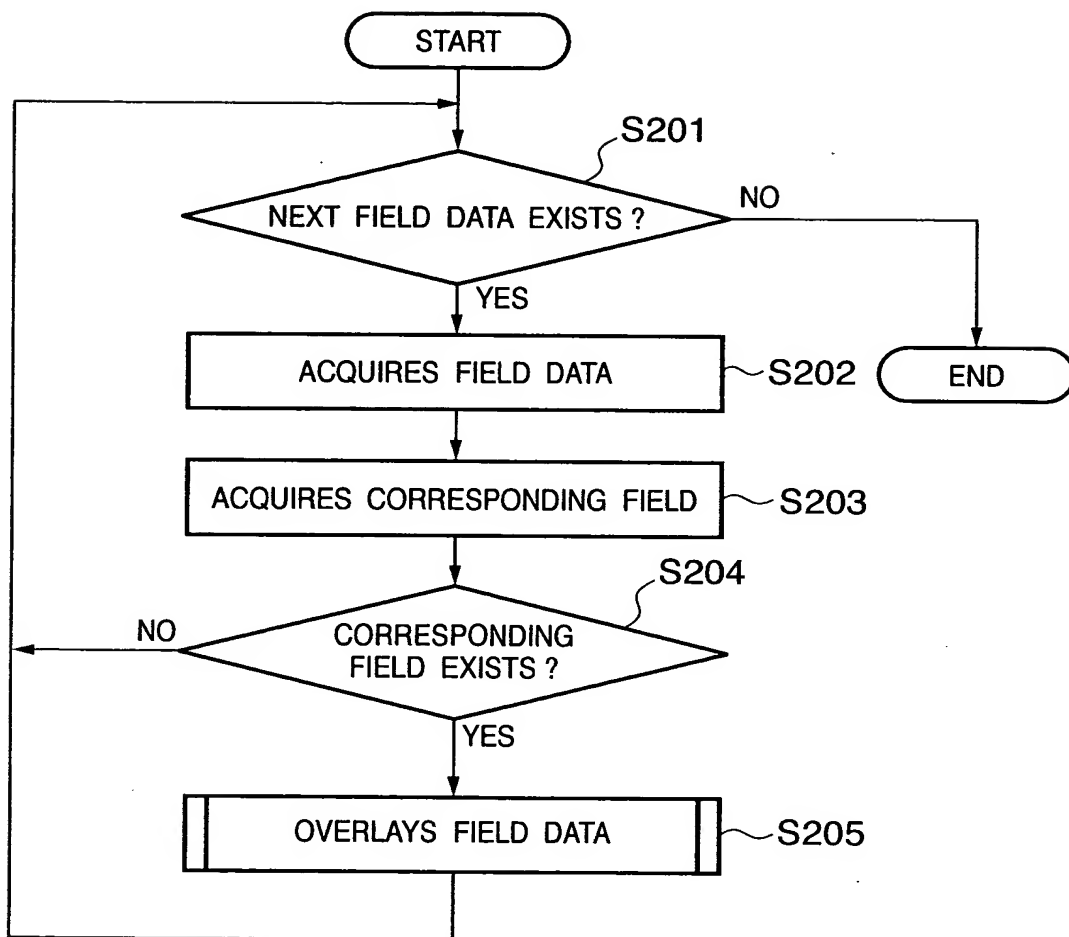 START
S201
NEXT FIELD DATA EXISTS ?
NO
YES
ACQUIRES FIELD DATA
S202
END
ACQUIRES CORRESPONDING FIELD
S203
S204
NO
CORRESPONDING
FIELD EXISTS ?
YES
OVERLAYS FIELD DATA
S205